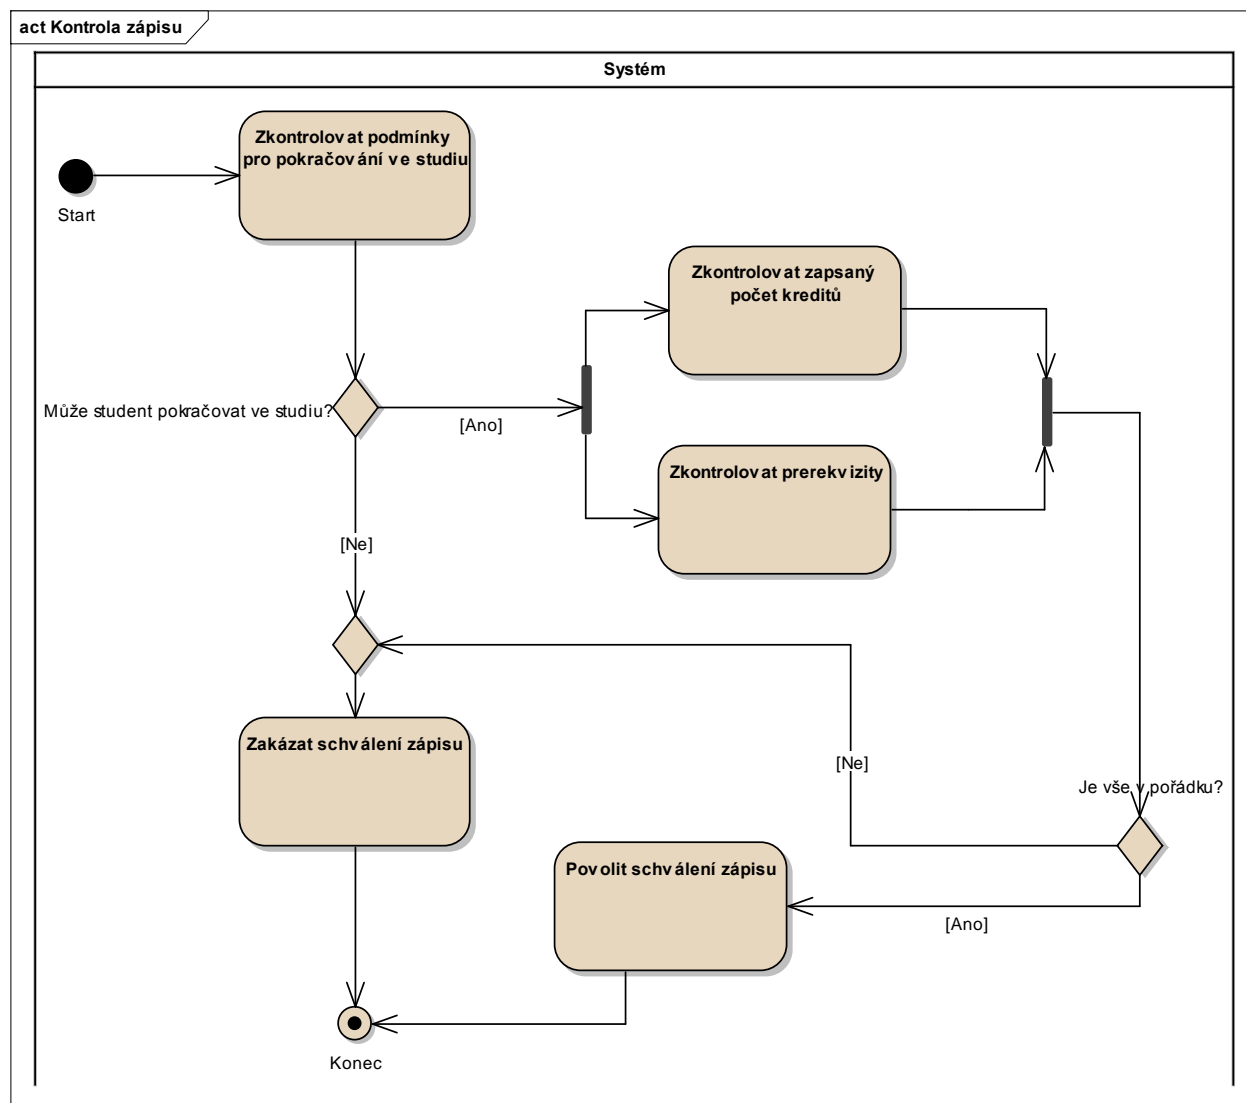 act Kontrola zápisu
Systém
Zkontrolovat podmínky
pro pokračování ve studiu
Start
Zkontrolovat zapsaný
počet kreditů
Může student pokračovat ve studiu?
[Ano]
Zkontrolovat prerekvizity
[Ne]
Zakázat schválení zápisu
[Ne]
Je vše v pořádku?
Povolit schválení zápisu
[Ano]
Konec